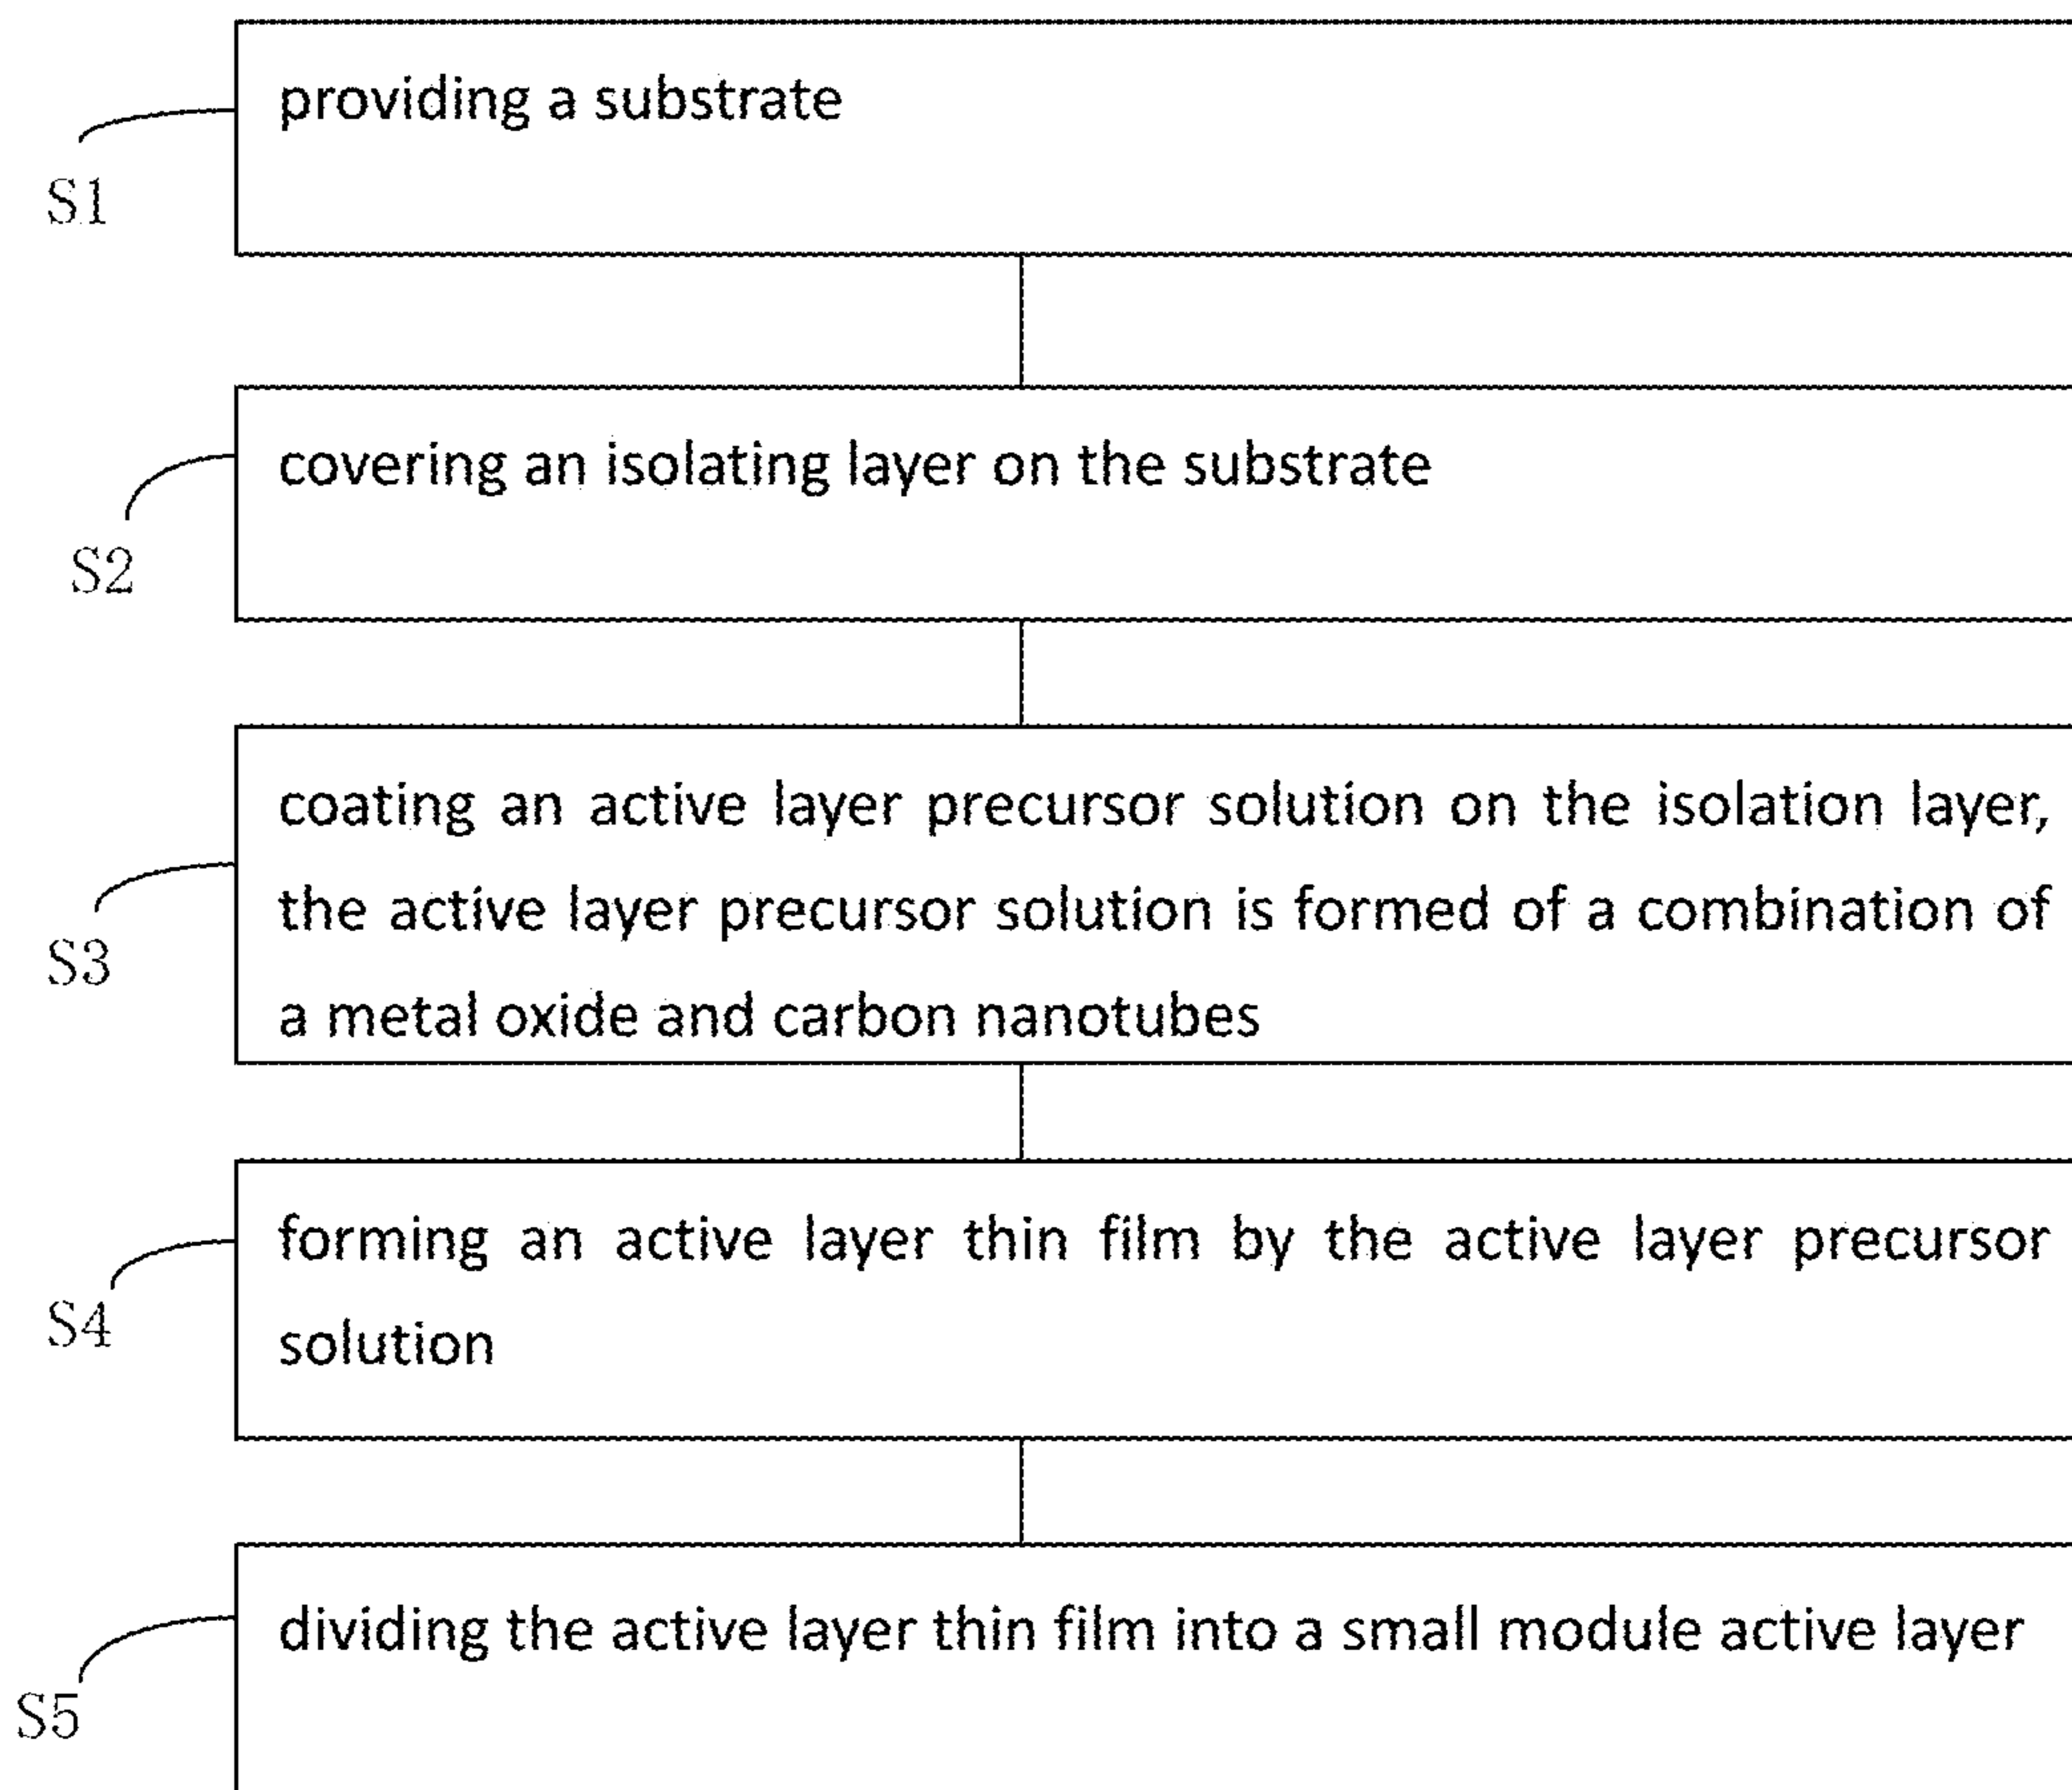 providing a substrate
S1
covering an isolating layer on the substrate
S2
coating an active layer precursor solution on the isolation layer,
the active layer precursor solution is formed of a combination of
a metal oxide and carbon nanotubes
S3
forming an active layer thin film by the active layer precursor
solution
S4
dividing the active layer thin film into a small module active layer
S5